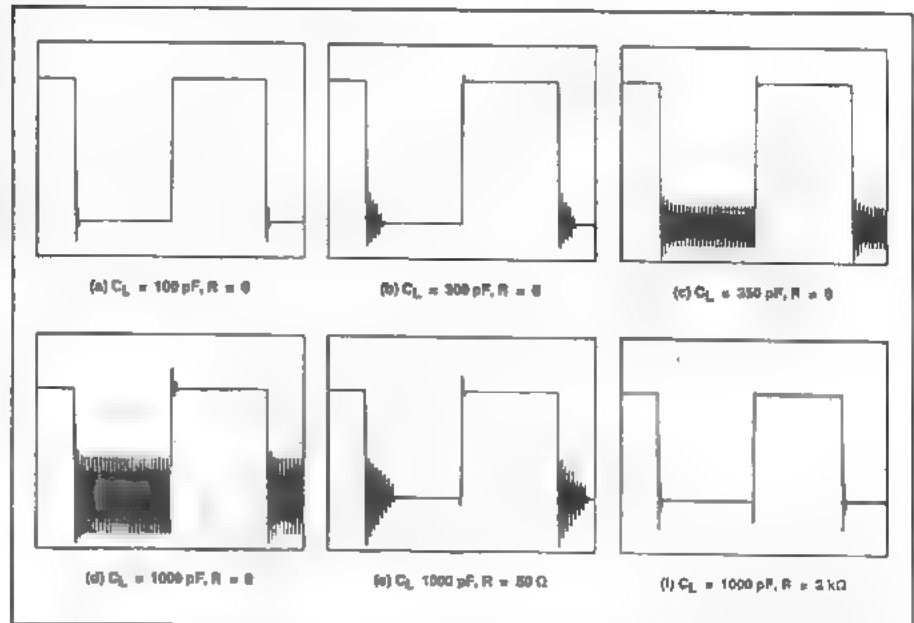 (a) C_L = 100 pF, R = 0
(b) C_L = 300 pF, R = 0
(c) C_L = 350 pF, R = 0
(d) C_L = 1000 pF, R = 0
(e) C_L 1000 pF, R = 50 Ω
(f) C_L = 1000 pF, R = 2 kΩ